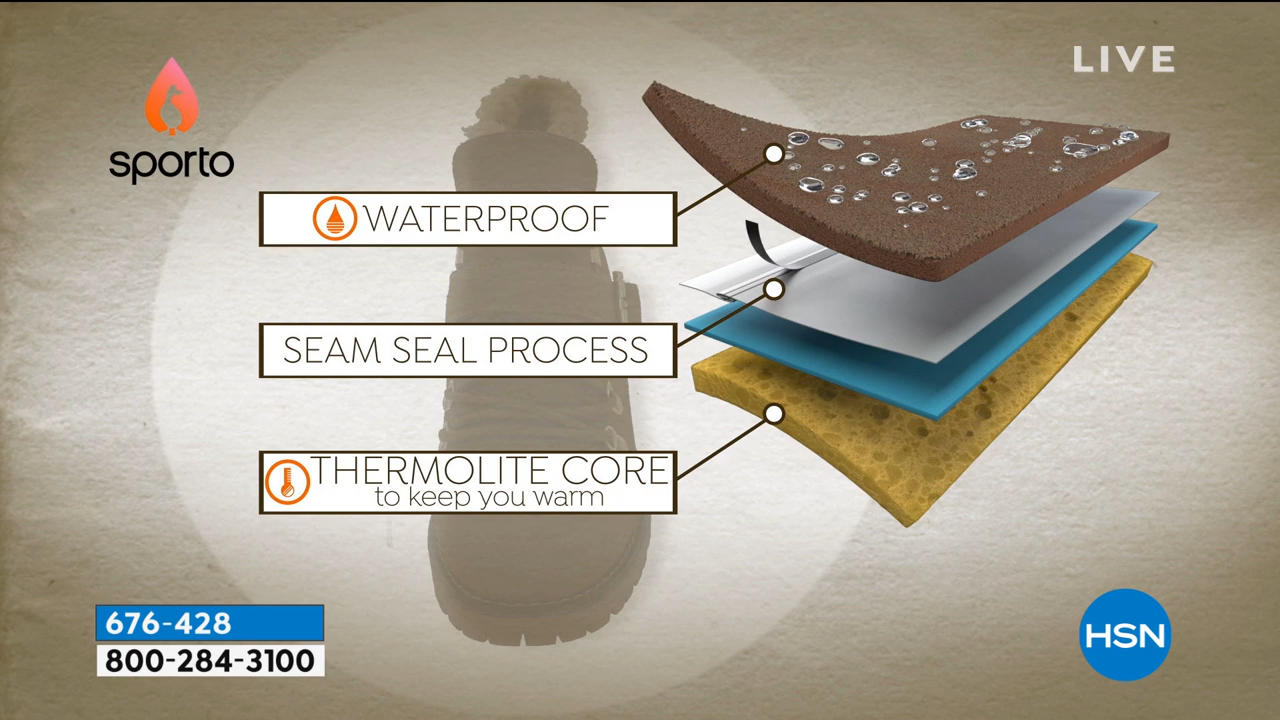 LIVE
sporto
WATERPROOF
SEAM SEAL PROCESS
THERMOLITE CORE
to keep you warm
676-428
800-284-3100
HSN